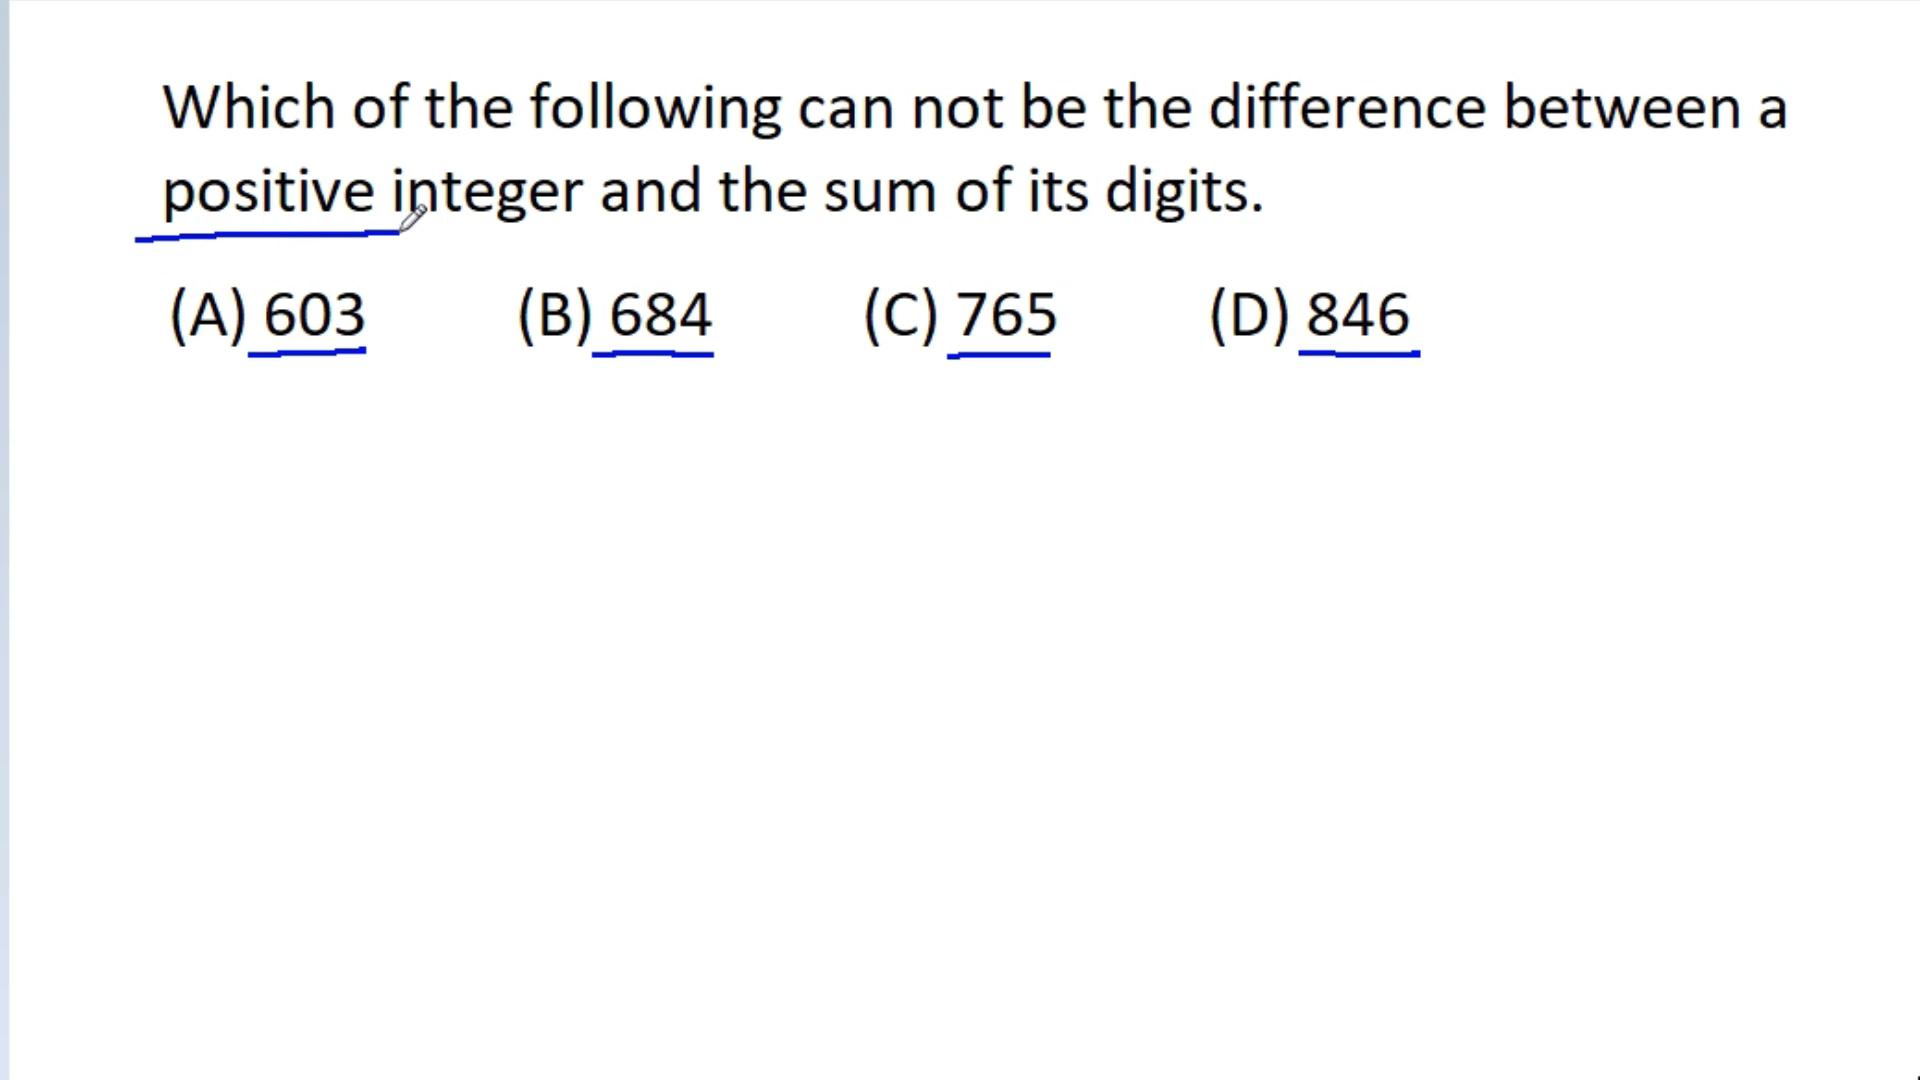 Which of the following can not be the difference between a
positive integer and the sum of its digits.
(A) 603 (B) 684 (C) 765 (D) 846